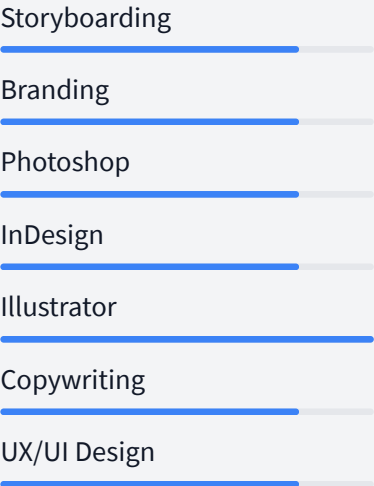 Storyboarding
Branding
Photoshop
InDesign
Illustrator
Copywriting
UX/UI Design